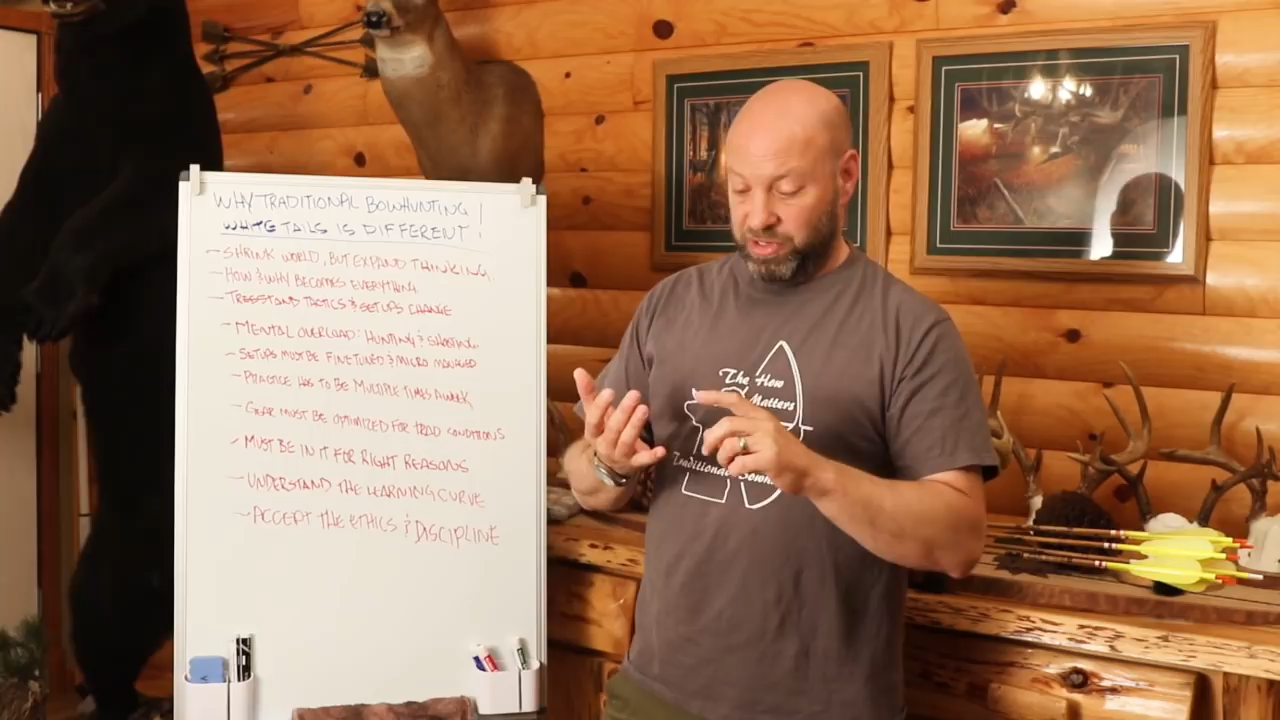 WHY TRADITIONAL BOWHUNTING
WHITETAILS IS DIFFERENT!
- SHRINK WORLD, BUT EXPAND THINKING
- HOW & WHY BECOMES EVERYTHING
- TREESTAND TACTICS & SETUPS CHANGE
- MENTAL OVERLOAD: HUNTING & SHOOTING
- SETUPS MUST BE FINE TUNED & MICRO MANAGED
- PRACTICE HAS TO BE MULTIPLE TIMES A WEEK
- GEAR MUST BE OPTIMIZED FOR TRAD CONDITIONS
- MUST BE IN IT FOR RIGHT REASONS
- UNDERSTAND THE LEARNING CURVE
- ACCEPT THE ETHICS & DISCIPLINE
The How
Matters
Traditional